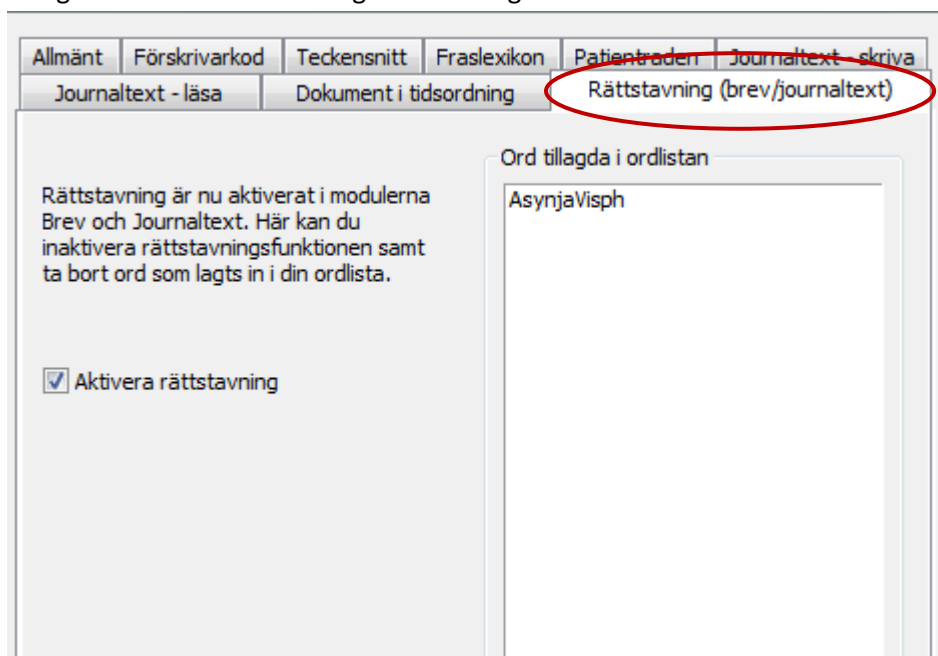 Allmänt Förskrivarkod Teckensnitt Fraslexikon Patientraden Journaltext - skriva
Journaltext - läsa Dokument i tidsordning Rättstavning (brev/journaltext)
Rättstavning är nu aktiverat i modulerna
Brev och Journaltext. Här kan du
inaktivera rättstavningsfunktionen samt
ta bort ord som lagts in i din ordlista.
Aktivera rättstavning
Ord tillagda i ordlistan
AsynjaVisph